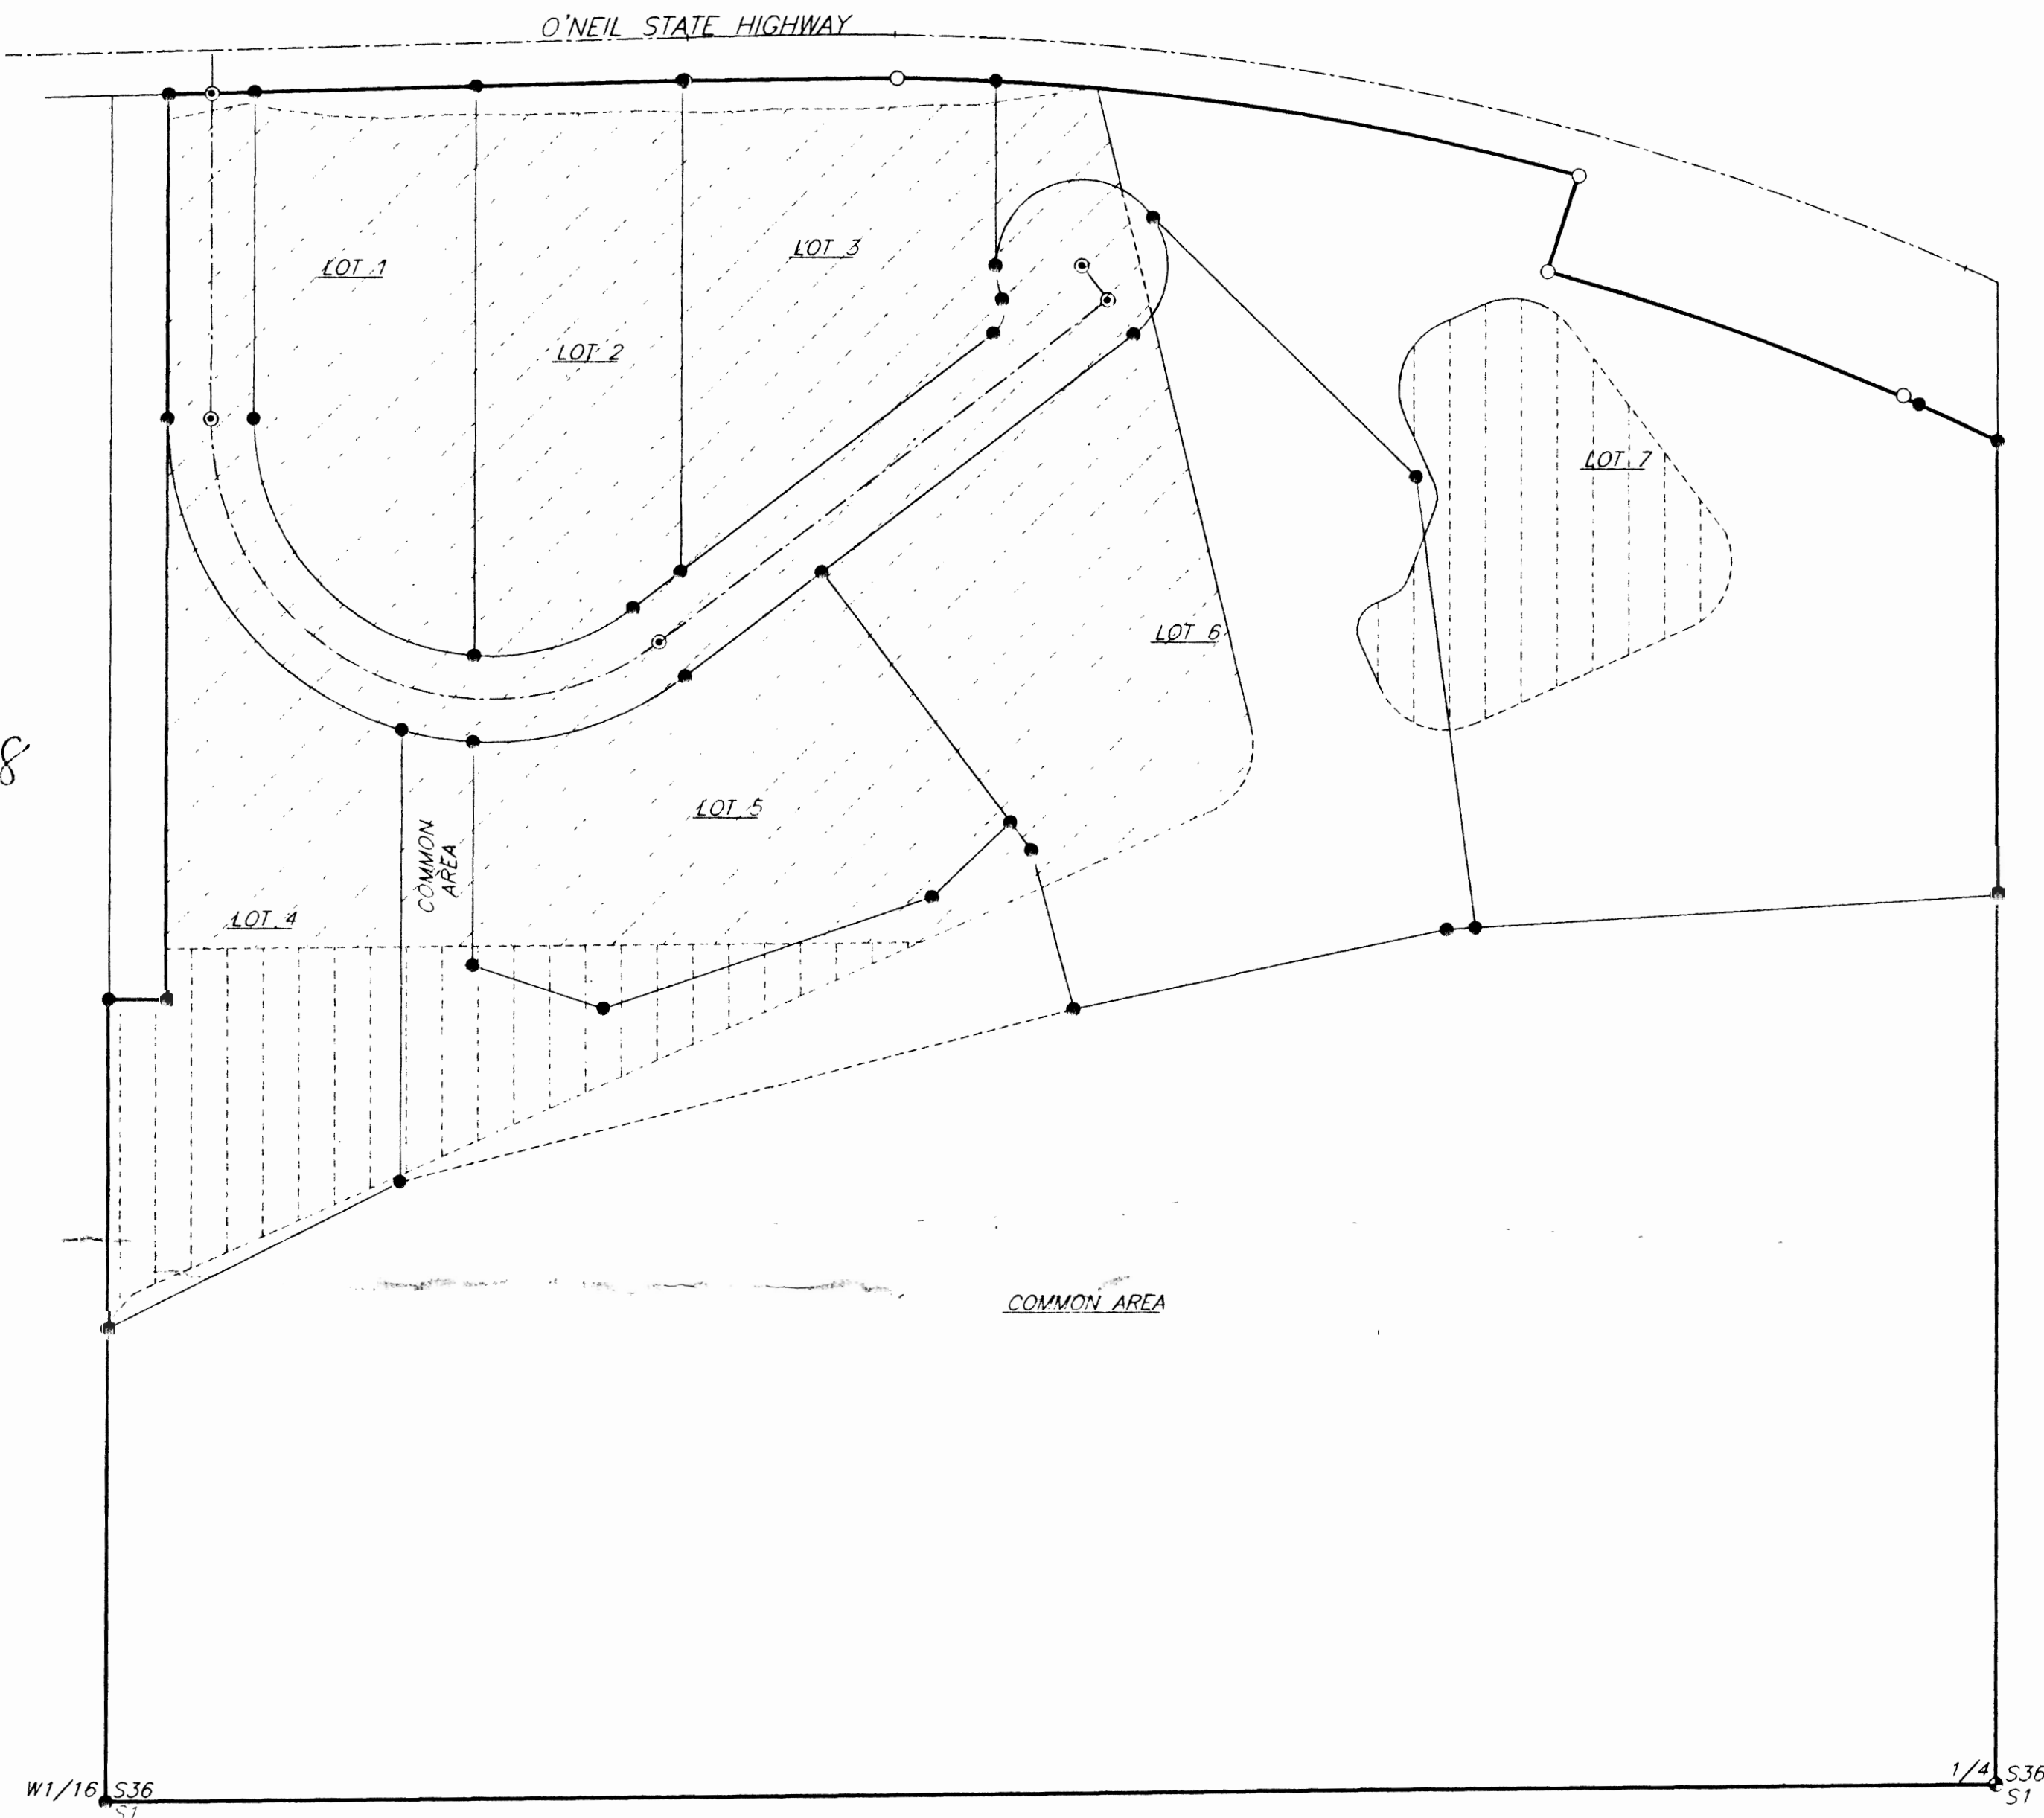 O'NEIL STATE HIGHWAY
LOT 1
LOT 2
LOT 3
LOT 7
LOT 6
8
LOT 5
COMMON
AREA
LOT 4
COMMON AREA
W1/16 S36
S1
1/4 S36
S1